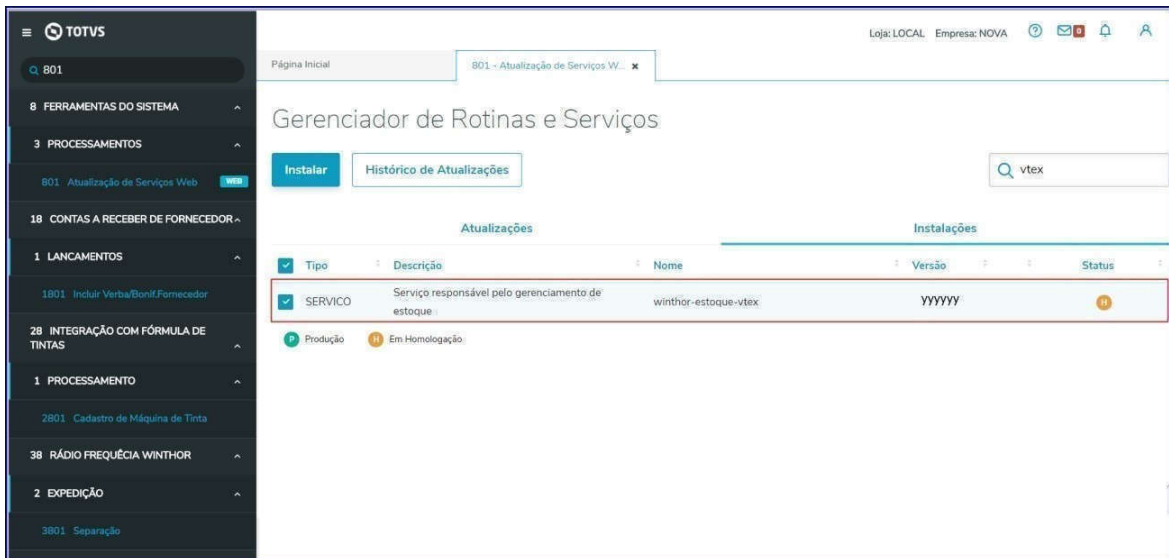 TOTVS
Loja: LOCAL Empresa: NOVA
0
801
Página Inicial
801 - Atualização de Serviços W...
8 FERRAMENTAS DO SISTEMA
3 PROCESSAMENTOS
801 Atualização de Serviços Web WEB
18 CONTAS A RECEBER DE FORNECEDOR
1 LANCAMENTOS
1801 Incluir Verba/Bonif.Fornecedor
28 INTEGRAÇÃO COM FÓRMULA DE
TINTAS
1 PROCESSAMENTO
2801 Cadastro de Máquina de Tinta
38 RÁDIO FREQUÊCIA WINTHOR
2 EXPEDIÇÃO
3801 Separação
Gerenciador de Rotinas e Serviços
Instalar Histórico de Atualizações
vtex
Atualizações Instalações
Tipo Descrição Nome Versão Status
SERVICO Serviço responsável pelo gerenciamento de
estoque winthor-estoque-vtex yyyyyy H
P Produção H Em Homologação